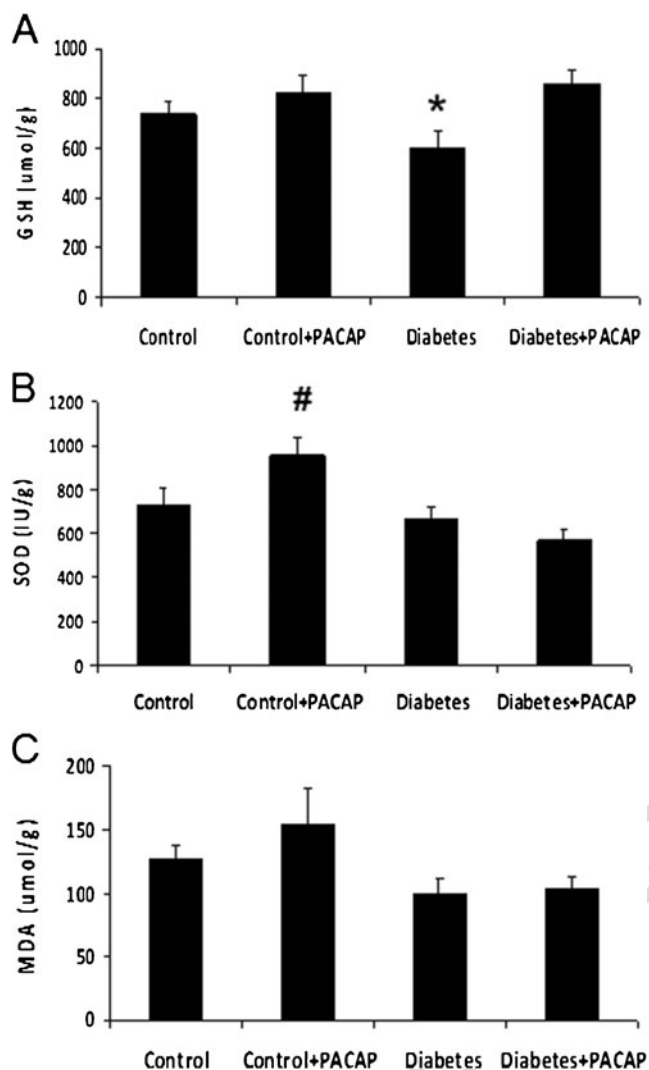 A
GSH (umol/g)
1000
800
600
400
200
0
*
Control Control+PACAP Diabetes Diabetes+PACAP
B
SOD (IU/g)
1200
1000
800
600
400
200
0
#
Control Control+PACAP Diabetes Diabetes+PACAP
C
MDA (umol/g)
200
150
100
50
0
Control Control+PACAP Diabetes Diabetes+PACAP